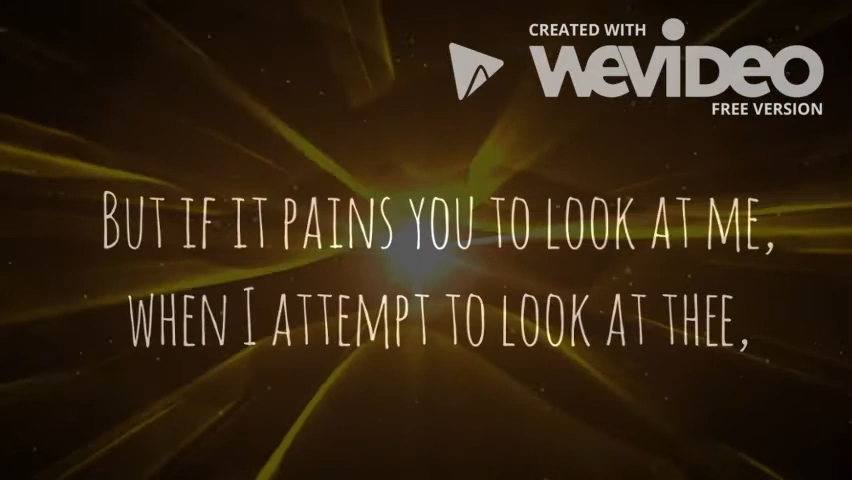 CREATED WITH
WEVIDEO
FREE VERSION
BUT IF IT PAINS YOU TO LOOK AT ME,
WHEN I ATTEMPT TO LOOK AT THEE,